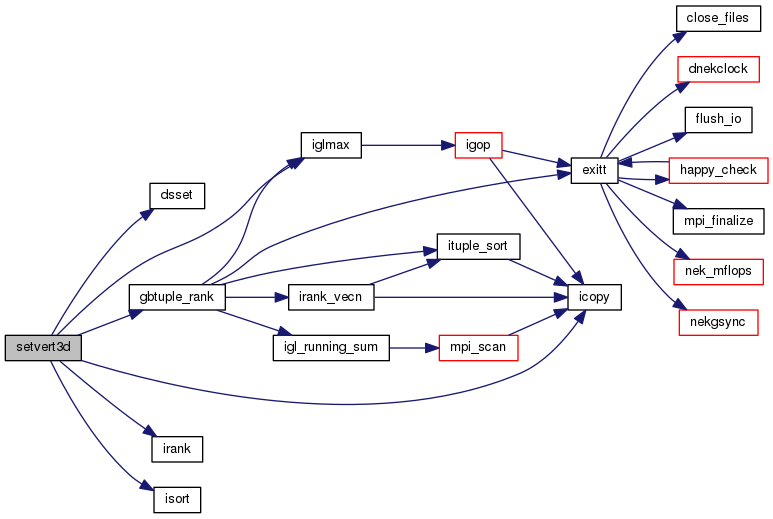 close_files
dnekclock
flush_io
iglmax
igop
exitt
happy_check
dsset
mpi_finalize
ituple_sort
nek_mflops
gbtuple_rank
irank_vecn
icopy
nekgsync
setvert3d
igl_running_sum
mpi_scan
irank
isort